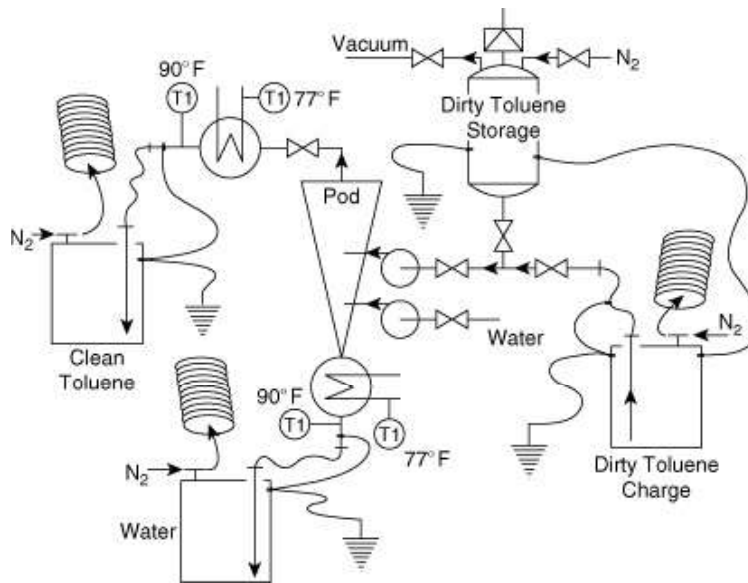 Vacuum
N₂
90°F
T1
T1
77°F
Dirty Toluene
Storage
Pod
N₂
Clean
Toluene
Water
N₂
90°F
T1
T1
77°F
N₂
Water
Dirty Toluene
Charge